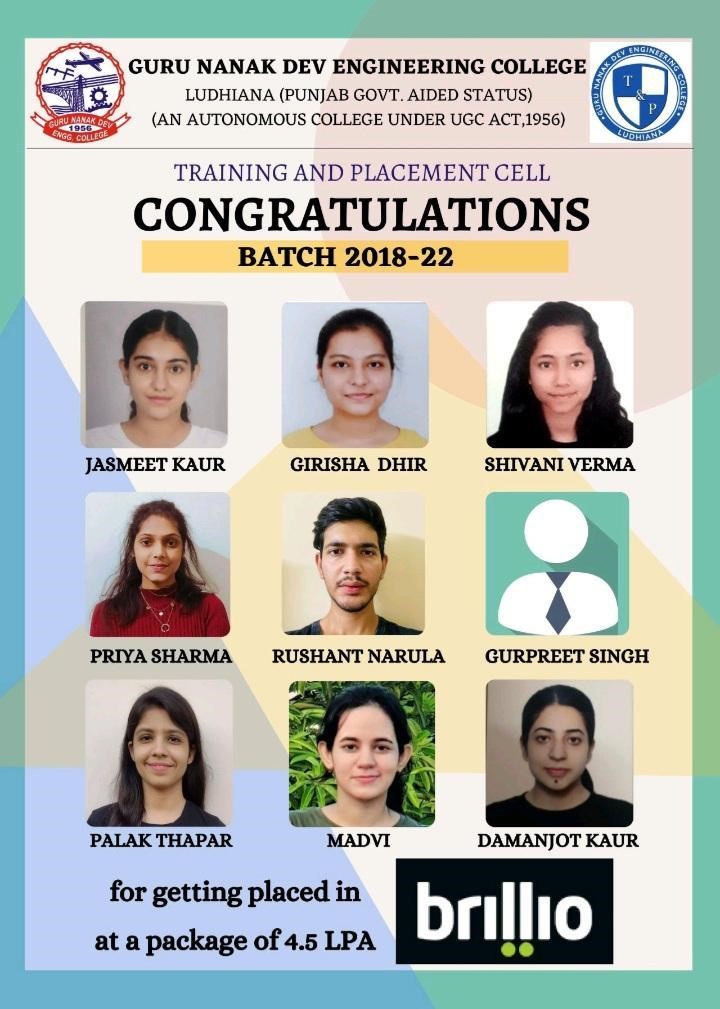 GURU NANAK DEV ENGINEERING COLLEGE
LUDHIANA (PUNJAB GOVT. AIDED STATUS)
(AN AUTONOMOUS COLLEGE UNDER UGC ACT,1956)
1956
GURU NANAK DEV
ENGG. COLLEGE
GURU NANAK DEV ENGINEERING COLLEGE
T & P
LUDHIANA
TRAINING AND PLACEMENT CELL
CONGRATULATIONS
BATCH 2018-22
JASMEET KAUR GIRISHA DHIR SHIVANI VERMA
PRIYA SHARMA RUSHANT NARULA GURPREET SINGH
PALAK THAPAR MADVI DAMANJOT KAUR
for getting placed in
brillio
at a package of 4.5 LPA